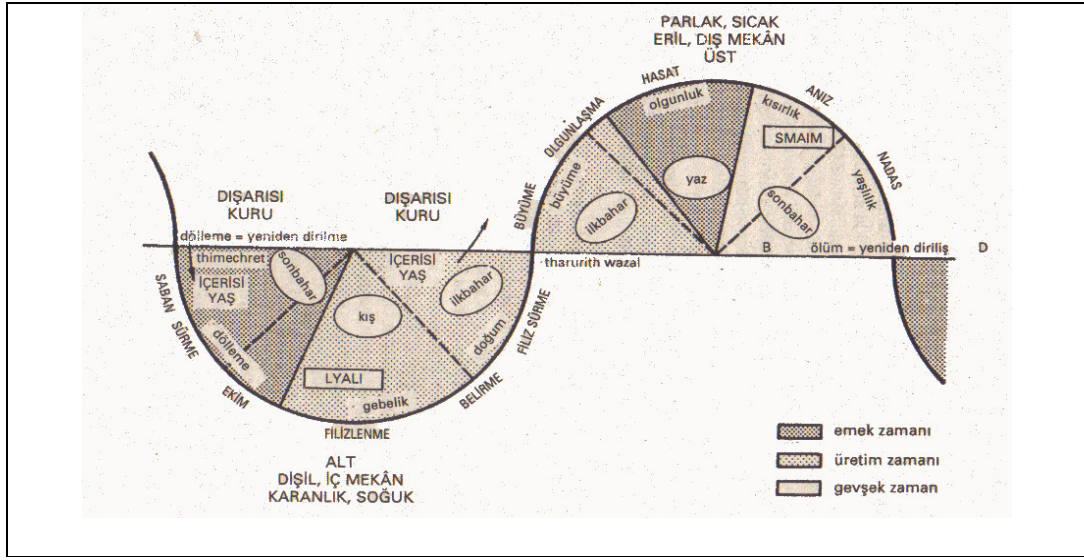 PARLAK, SICAK
ERİL, DIŞ MEKÂN
ÜST
HASAT
ANIZ
OLGUNLAŞMA
olgunluk
kısırlık
SMAIM
NADAS
büyüme
yaz
yaşlılık
BÜYÜME
ilkbahar
sonbahar
DIŞARISI
KURU
DIŞARISI
KURU
dölleme = yeniden dirilme
B
ölüm = yeniden diriliş
D
thimechret
sonbahar
İÇERİSİ
YAŞ
tharurith wazal
İÇERİSİ
YAŞ
ilkbahar
SABAN SÜRME
kış
FİLİZ SÜRME
dölleme
doğum
LYALI
EKİM
gebelik
BELİRME
FİLİZLENME
emek zamanı
üretim zamanı
gevşek zaman
ALT
DİŞİL, İÇ MEKÂN
KARANLIK, SOĞUK